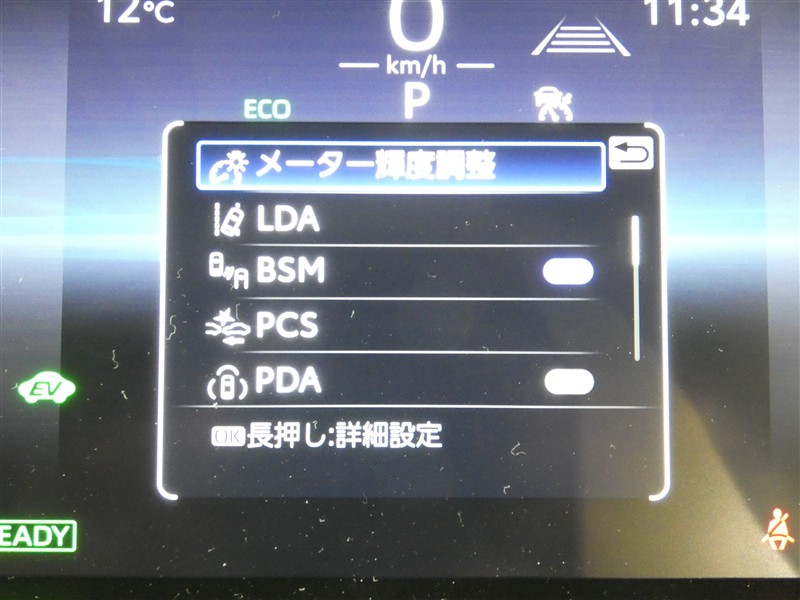 12°C
0
11:34
km/h
P
ECO
メーター輝度調整
LDA
BSM
PCS
PDA
EV
OK長押し:詳細設定
EADY